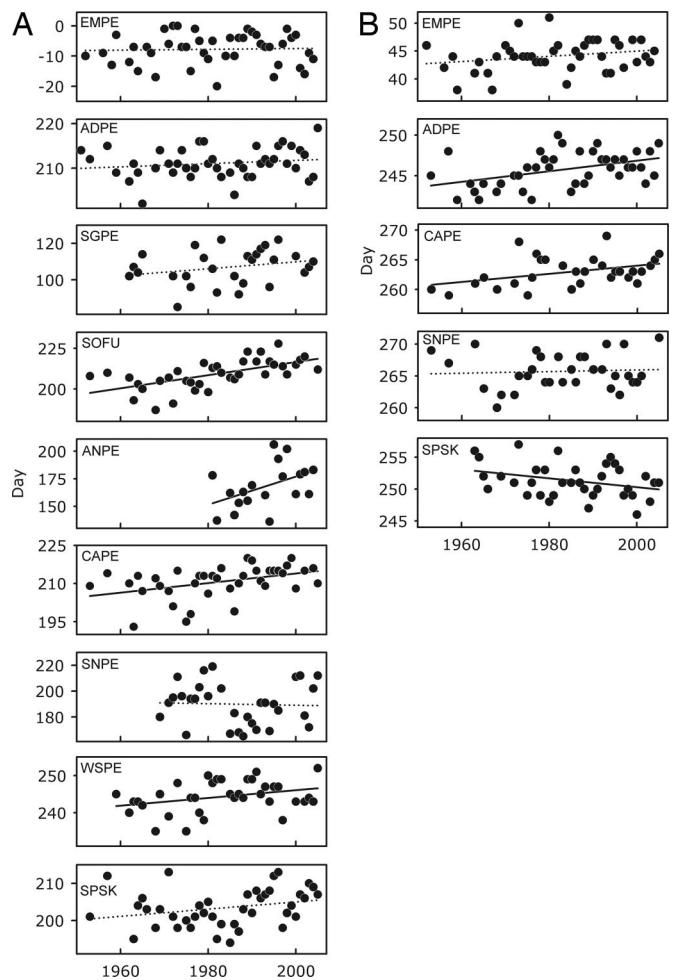 A
EMPE
0
-10
-20
ADPE
220
210
SGPE
120
100
SOFU
225
200
ANPE
200
175
150
CAPE
225
210
195
SNPE
220
200
180
WSPE
250
240
SPSK
210
200
1960 1980 2000
Day
B
EMPE
50
45
40
ADPE
250
245
CAPE
270
265
260
SNPE
270
265
260
SPSK
255
250
245
1960 1980 2000
Day